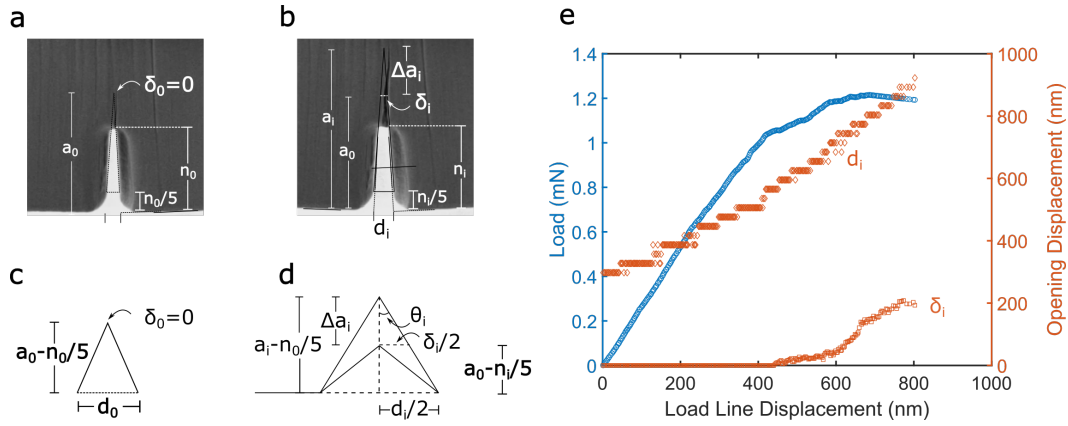 a
δ₀=0
a₀
n₀
n₀/5
b
Δaᵢ
δᵢ
aᵢ
a₀
nᵢ
nᵢ/5
dᵢ
c
δ₀=0
a₀-n₀/5
d₀
d
Δaᵢ
θᵢ
δᵢ/2
aᵢ-n₀/5
a₀-nᵢ/5
dᵢ/2
e
1.4
1.2
1
0.8
0.6
0.4
0.2
0
Load (mN)
0 200 400 600 800 1000
Load Line Displacement (nm)
dᵢ
δᵢ
1000
800
600
400
200
0
Opening Displacement (nm)